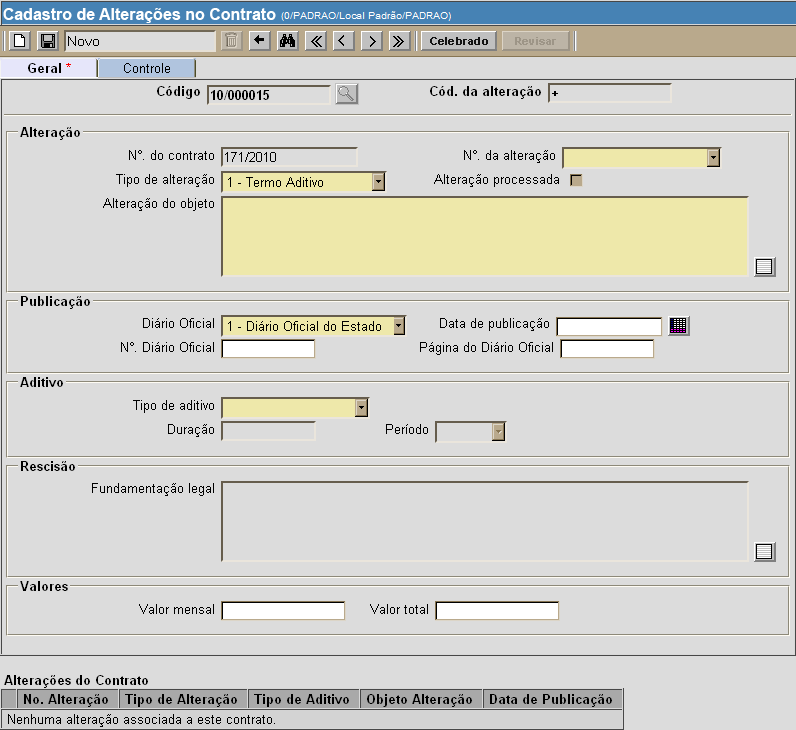 Cadastro de Alterações no Contrato (0/PADRAO/Local Padrão/PADRAO)
Novo Celebrado Revisar
Geral * Controle
Código 10/000015 Cód. da alteração +
Alteração
Nº. do contrato 171/2010 Nº. da alteração
Tipo de alteração 1 - Termo Aditivo Alteração processada
Alteração do objeto
Publicação
Diário Oficial 1 - Diário Oficial do Estado Data de publicação
Nº. Diário Oficial Página do Diário Oficial
Aditivo
Tipo de aditivo
Duração Período
Rescisão
Fundamentação legal
Valores
Valor mensal Valor total
Alterações do Contrato
No. Alteração Tipo de Alteração Tipo de Aditivo Objeto Alteração Data de Publicação
Nenhuma alteração associada a este contrato.